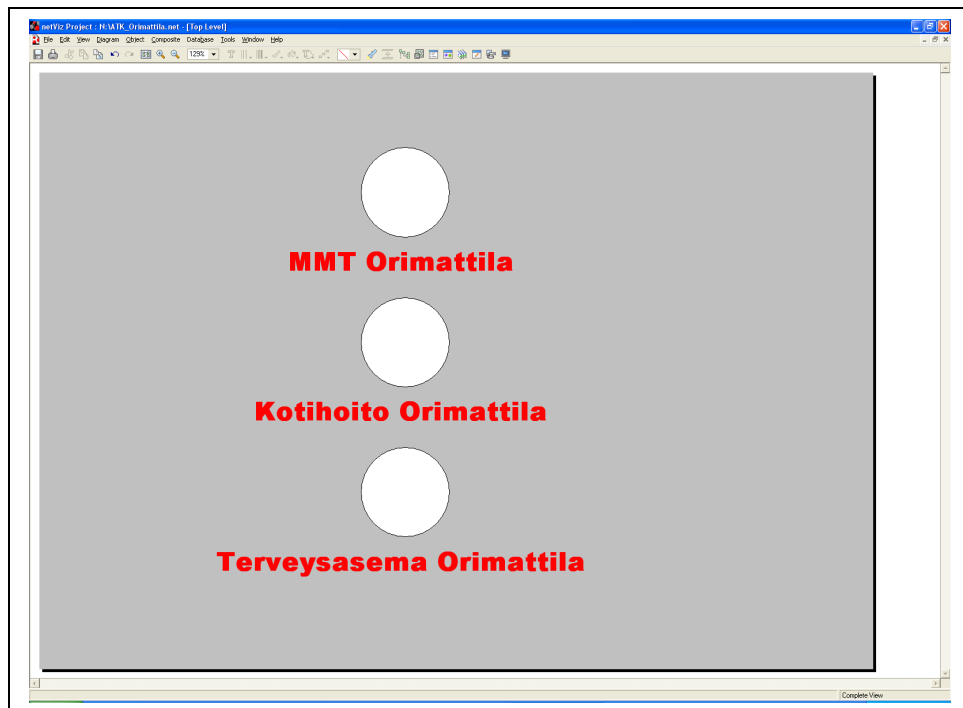 netViz Project : N:\ATK_Orimattila.net - [Top Level]
File Edit View Diagram Object Composite Database Tools Window Help
129%
MMT Orimattila
Kotihoito Orimattila
Terveysasema Orimattila
Complete View